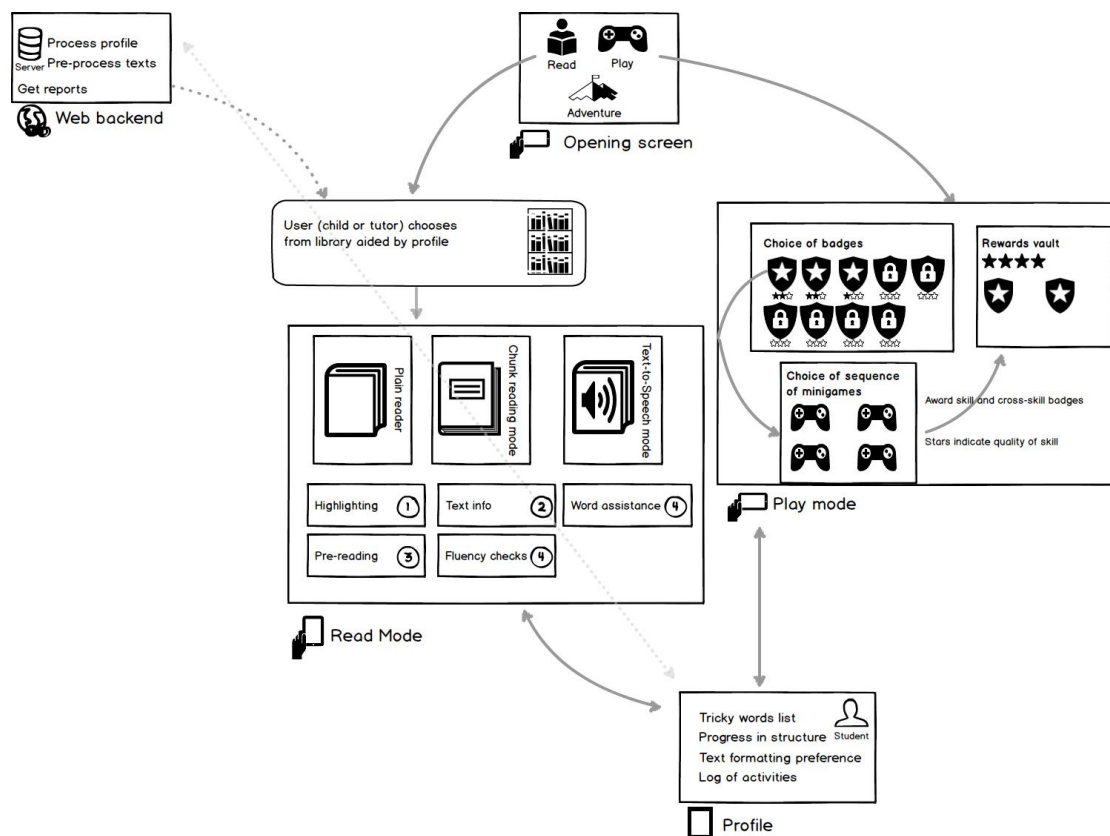 Process profile
Server
Pre-process texts
Get reports
Web backend
Read
Play
Adventure
Opening screen
User (child or tutor) chooses
from library aided by profile
Plain reader
Chunk reading mode
Text-to-Speech mode
Highlighting 1
Text info 2
Word assistance 4
Pre-reading 3
Fluency checks 4
Read Mode
Choice of badges
Rewards vault
Choice of sequence
of minigames
Award skill and cross-skill badges
Stars indicate quality of skill
Play mode
Tricky words list
Progress in structure
Student
Text formatting preference
Log of activities
Profile